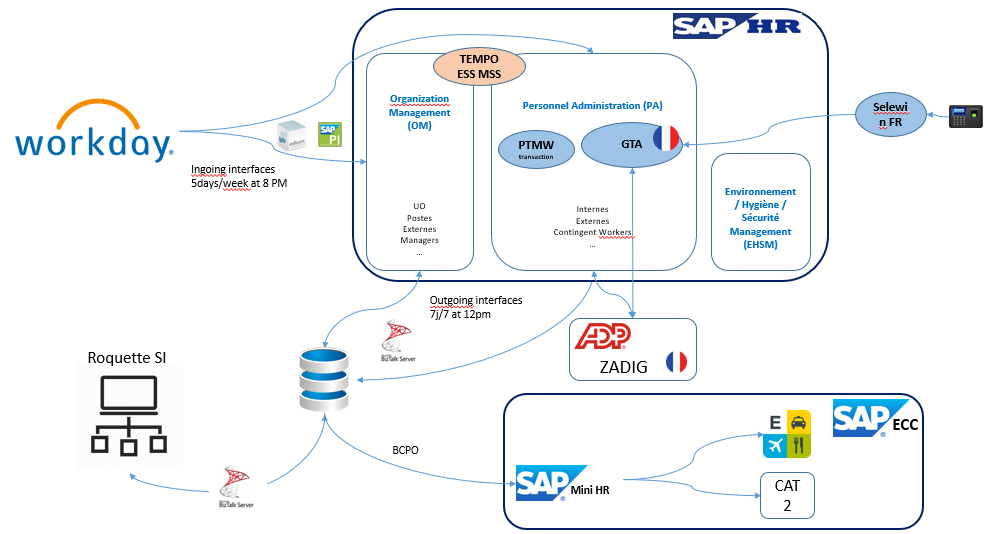 SAP HR
TEMPO
ESS MSS
Organization
Management
(OM)
Personnel Administration (PA)
workday.
SAP
PI
Selewi
n FR
PTMW
transaction
GTA
Ingoing interfaces
5days/week at 8 PM
Environnement
/ Hygiène /
Sécurité
Management
(EHSM)
UO
Postes
Externes
Managers
...
Internes
Externes
Contingent Workers
...
Outgoing interfaces
7j/7 at 12pm
BizTalk Server
ADP
ZADIG
Roquette SI
SAP ECC
E
BCPO
SAP Mini HR
CAT
2
BizTalk Server